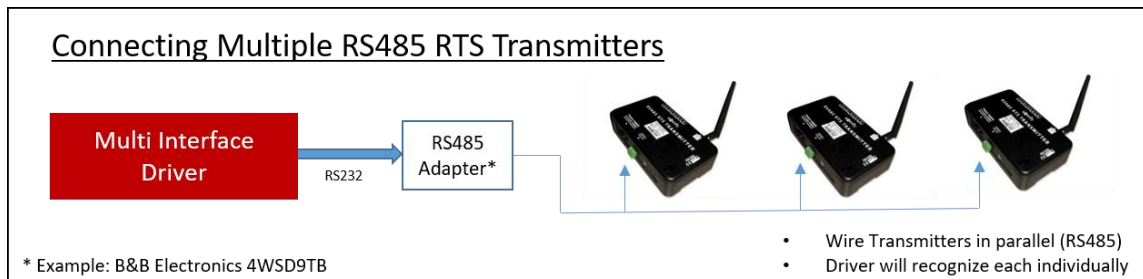 Connecting Multiple RS485 RTS Transmitters
Multi Interface
Driver
RS232
RS485
Adapter*
* Example: B&B Electronics 4WSD9TB
• Wire Transmitters in parallel (RS485)
• Driver will recognize each individually